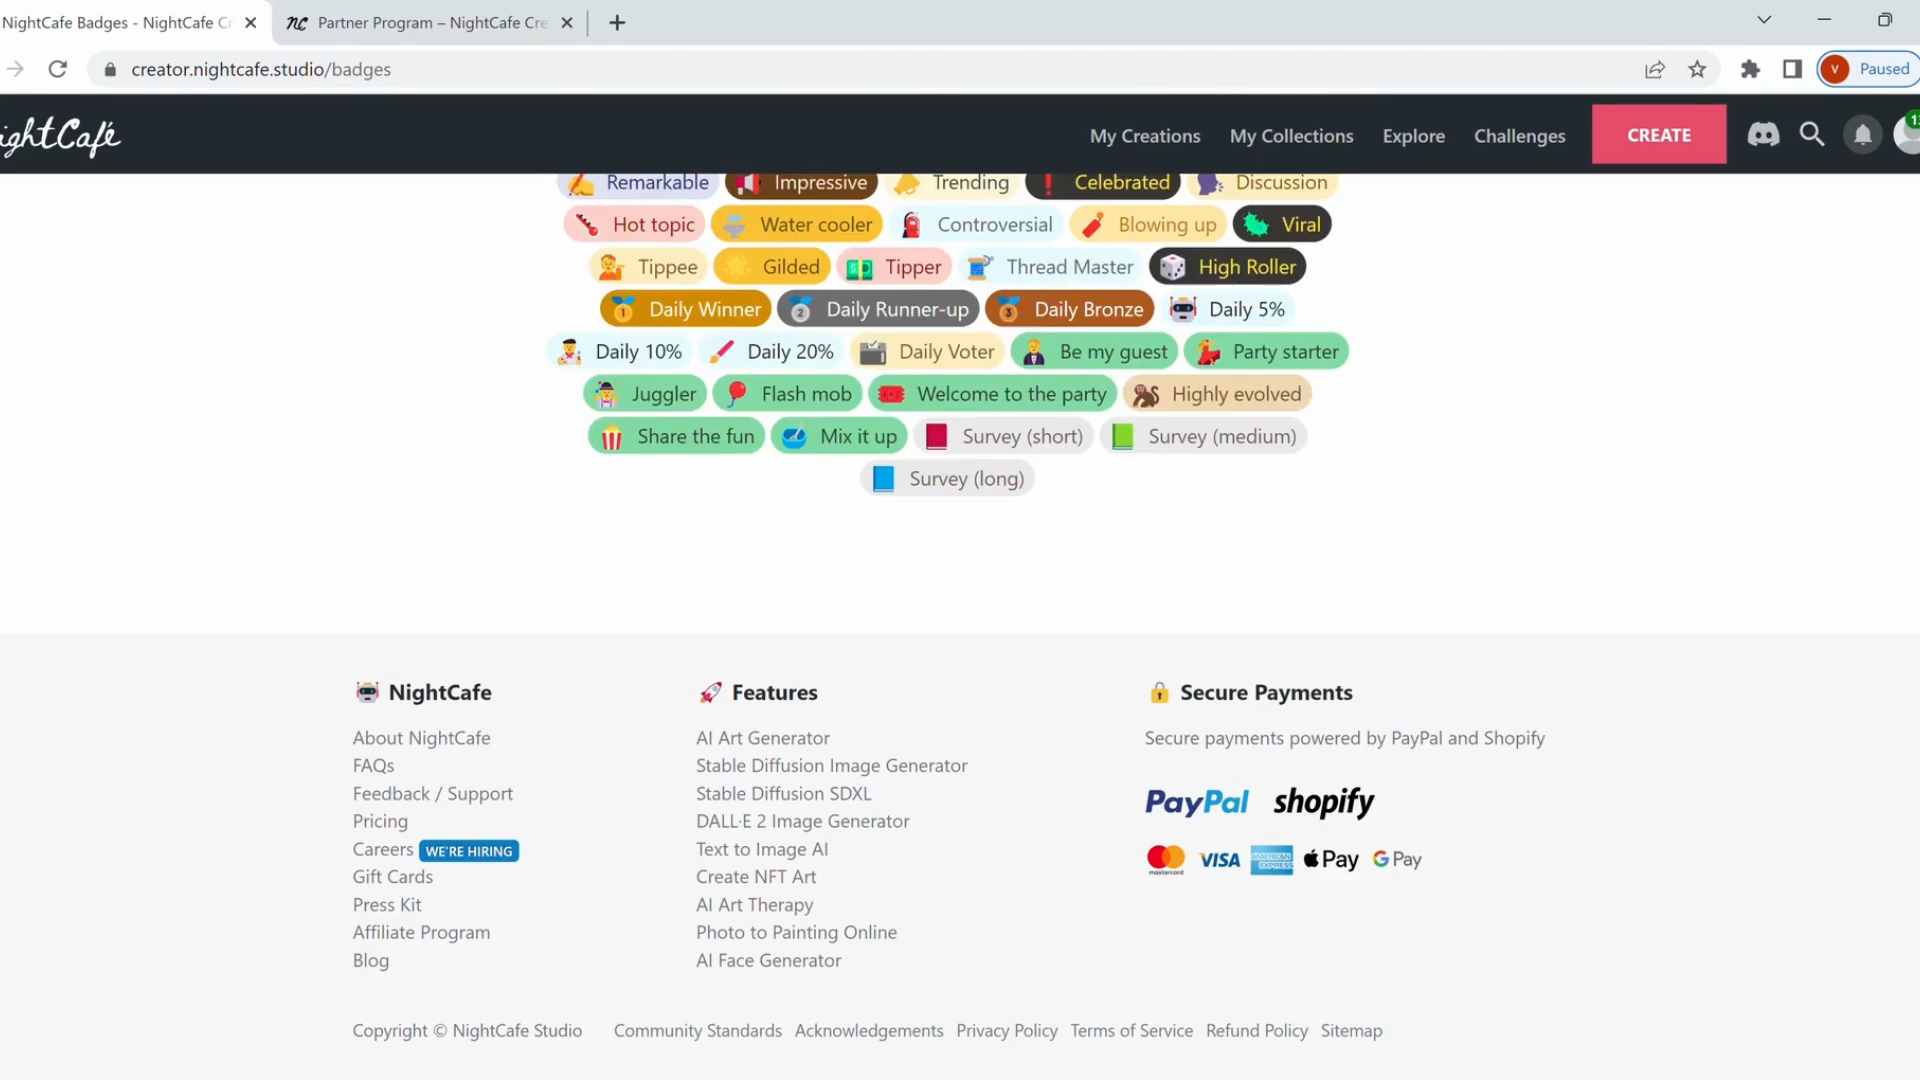 NightCafe Badges - NightCafe Cr
NC Partner Program – NightCafe Cre
creator.nightcafe.studio/badges
V Paused
ightCafé
My Creations My Collections Explore Challenges CREATE
Remarkable Impressive Trending Celebrated Discussion
Hot topic Water cooler Controversial Blowing up Viral
Tippee Gilded Tipper Thread Master High Roller
Daily Winner Daily Runner-up Daily Bronze Daily 5%
Daily 10% Daily 20% Daily Voter Be my guest Party starter
Juggler Flash mob Welcome to the party Highly evolved
Share the fun Mix it up Survey (short) Survey (medium)
Survey (long)
NightCafe
About NightCafe
FAQs
Feedback / Support
Pricing
Careers WE'RE HIRING
Gift Cards
Press Kit
Affiliate Program
Blog
Features
AI Art Generator
Stable Diffusion Image Generator
Stable Diffusion SDXL
DALL·E 2 Image Generator
Text to Image AI
Create NFT Art
AI Art Therapy
Photo to Painting Online
AI Face Generator
Secure Payments
Secure payments powered by PayPal and Shopify
PayPal shopify
mastercard VISA AMERICAN EXPRESS Pay G Pay
Copyright © NightCafe Studio Community Standards Acknowledgements Privacy Policy Terms of Service Refund Policy Sitemap